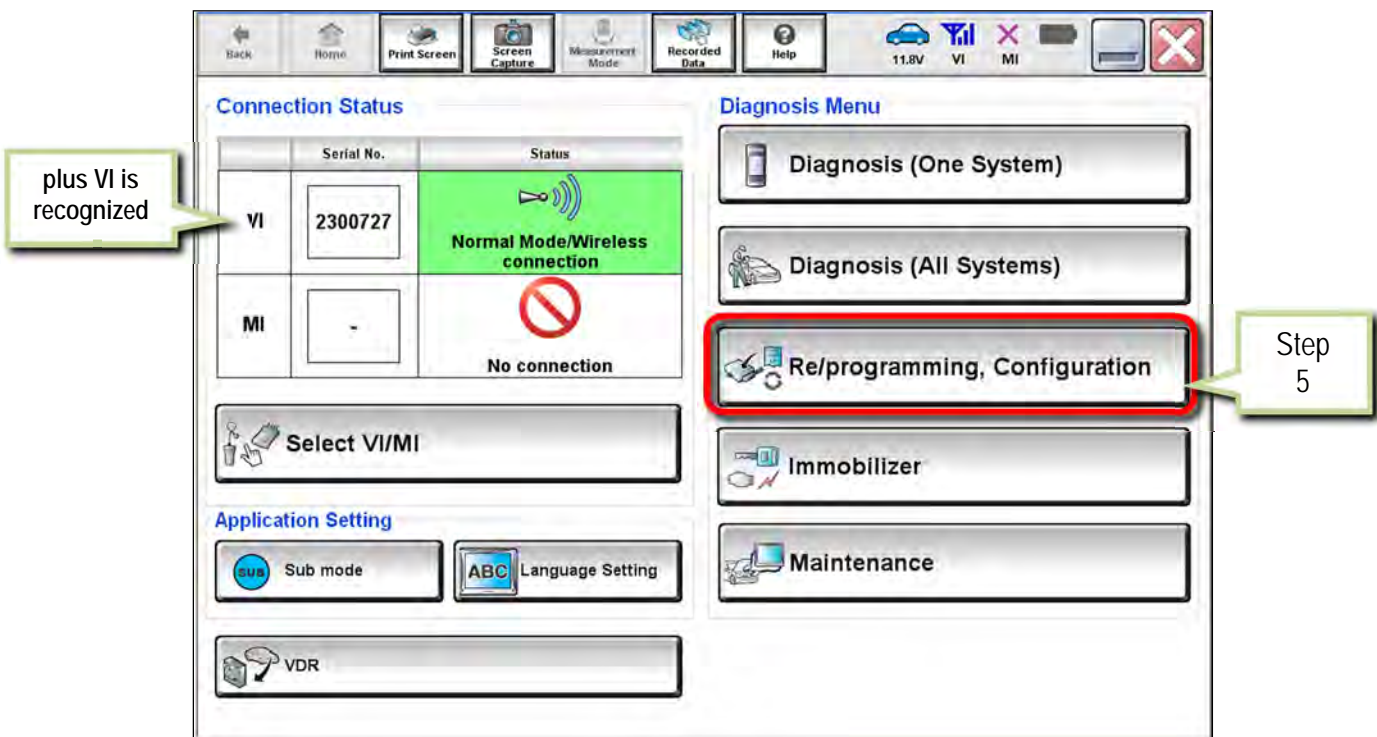 Back
Home
Print Screen
Screen
Capture
Measurement
Mode
Recorded
Data
Help
11.8V
VI
MI
Connection Status
Serial No.
Status
VI
2300727
Normal Mode/Wireless
connection
MI
-
No connection
plus VI is
recognized
Select VI/MI
Application Setting
SUB
Sub mode
ABC
Language Setting
VDR
Diagnosis Menu
Diagnosis (One System)
Diagnosis (All Systems)
Re/programming, Configuration
Step
5
Immobilizer
Maintenance